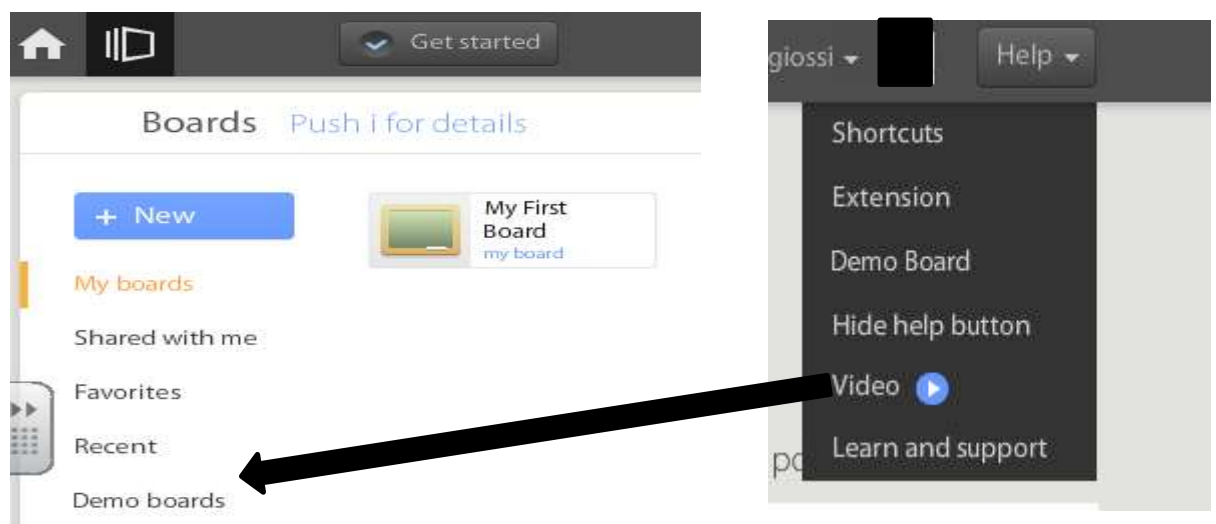 Get started
Boards Push i for details
+ New
My First
Board
my board
My boards
Shared with me
Favorites
Recent
Demo boards
giossi
Help
Shortcuts
Extension
Demo Board
Hide help button
Video
Learn and support